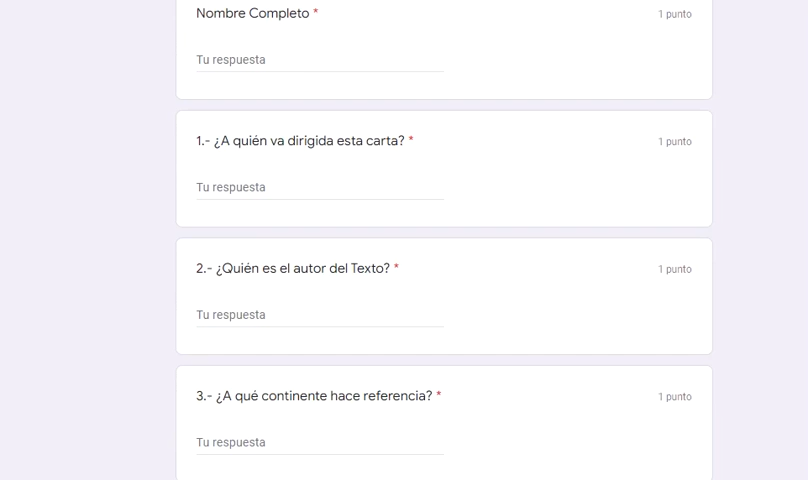 Nombre Completo *
1 punto
Tu respuesta
1.- ¿A quién va dirigida esta carta? *
1 punto
Tu respuesta
2.- ¿Quién es el autor del Texto? *
1 punto
Tu respuesta
3.- ¿A qué continente hace referencia? *
1 punto
Tu respuesta